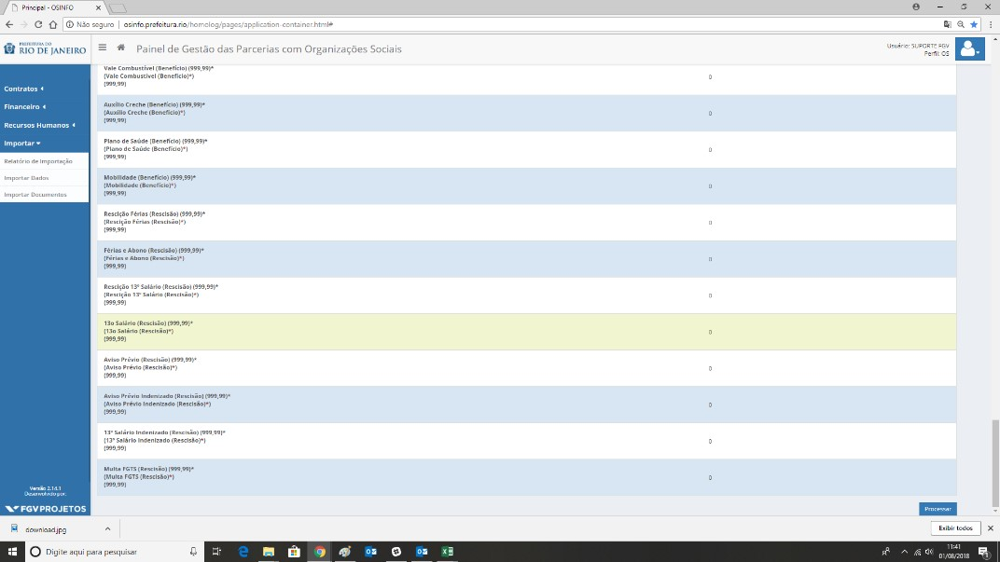 Principal - OSINFO
Não seguro
osinfo.prefeitura.rio/homolog/pages/application-container.html#
PREFEITURA DO
RIO DE JANEIRO
Painel de Gestão das Parcerias com Organizações Sociais
Usuário: SUPORTE FGV
Perfil: OS
Contratos
Financeiro
Recursos Humanos
Importar
Relatório de Importação
Importar Dados
Importar Documentos
Versão 2.14.1
Desenvolvido por:
FGV PROJETOS
Vale Combustível (Benefício) (999,99)*
(Vale Combustível (Benefício)*)
(999,99)
0
Auxílio Creche (Benefício) (999,99)*
(Auxílio Creche (Benefício)*)
(999,99)
0
Plano de Saúde (Benefício) (999,99)*
(Plano de Saúde (Benefício)*)
(999,99)
0
Mobilidade (Benefício) (999,99)*
(Mobilidade (Benefício)*)
(999,99)
0
Rescição Férias (Rescisão) (999,99)*
(Rescição Férias (Rescisão)*)
(999,99)
0
Férias e Abono (Rescisão) (999,99)*
(Férias e Abono (Rescisão)*)
(999,99)
0
Rescição 13º Salário (Rescisão) (999,99)*
(Rescição 13º Salário (Rescisão)*)
(999,99)
0
13o Salário (Rescisão) (999,99)*
(13o Salário (Rescisão)*)
(999,99)
0
Aviso Prévio (Rescisão) (999,99)*
(Aviso Prévio (Rescisão)*)
(999,99)
0
Aviso Prévio Indenizado (Rescisão) (999,99)*
(Aviso Prévio Indenizado (Rescisão)*)
(999,99)
0
13º Salário Indenizado (Rescisão) (999,99)*
(13º Salário Indenizado (Rescisão)*)
(999,99)
0
Multa FGTS (Rescisão) (999,99)*
(Multa FGTS (Rescisão)*)
(999,99)
0
Processar
download.jpg
Exibir todos
Digite aqui para pesquisar
11:41
01/08/2018